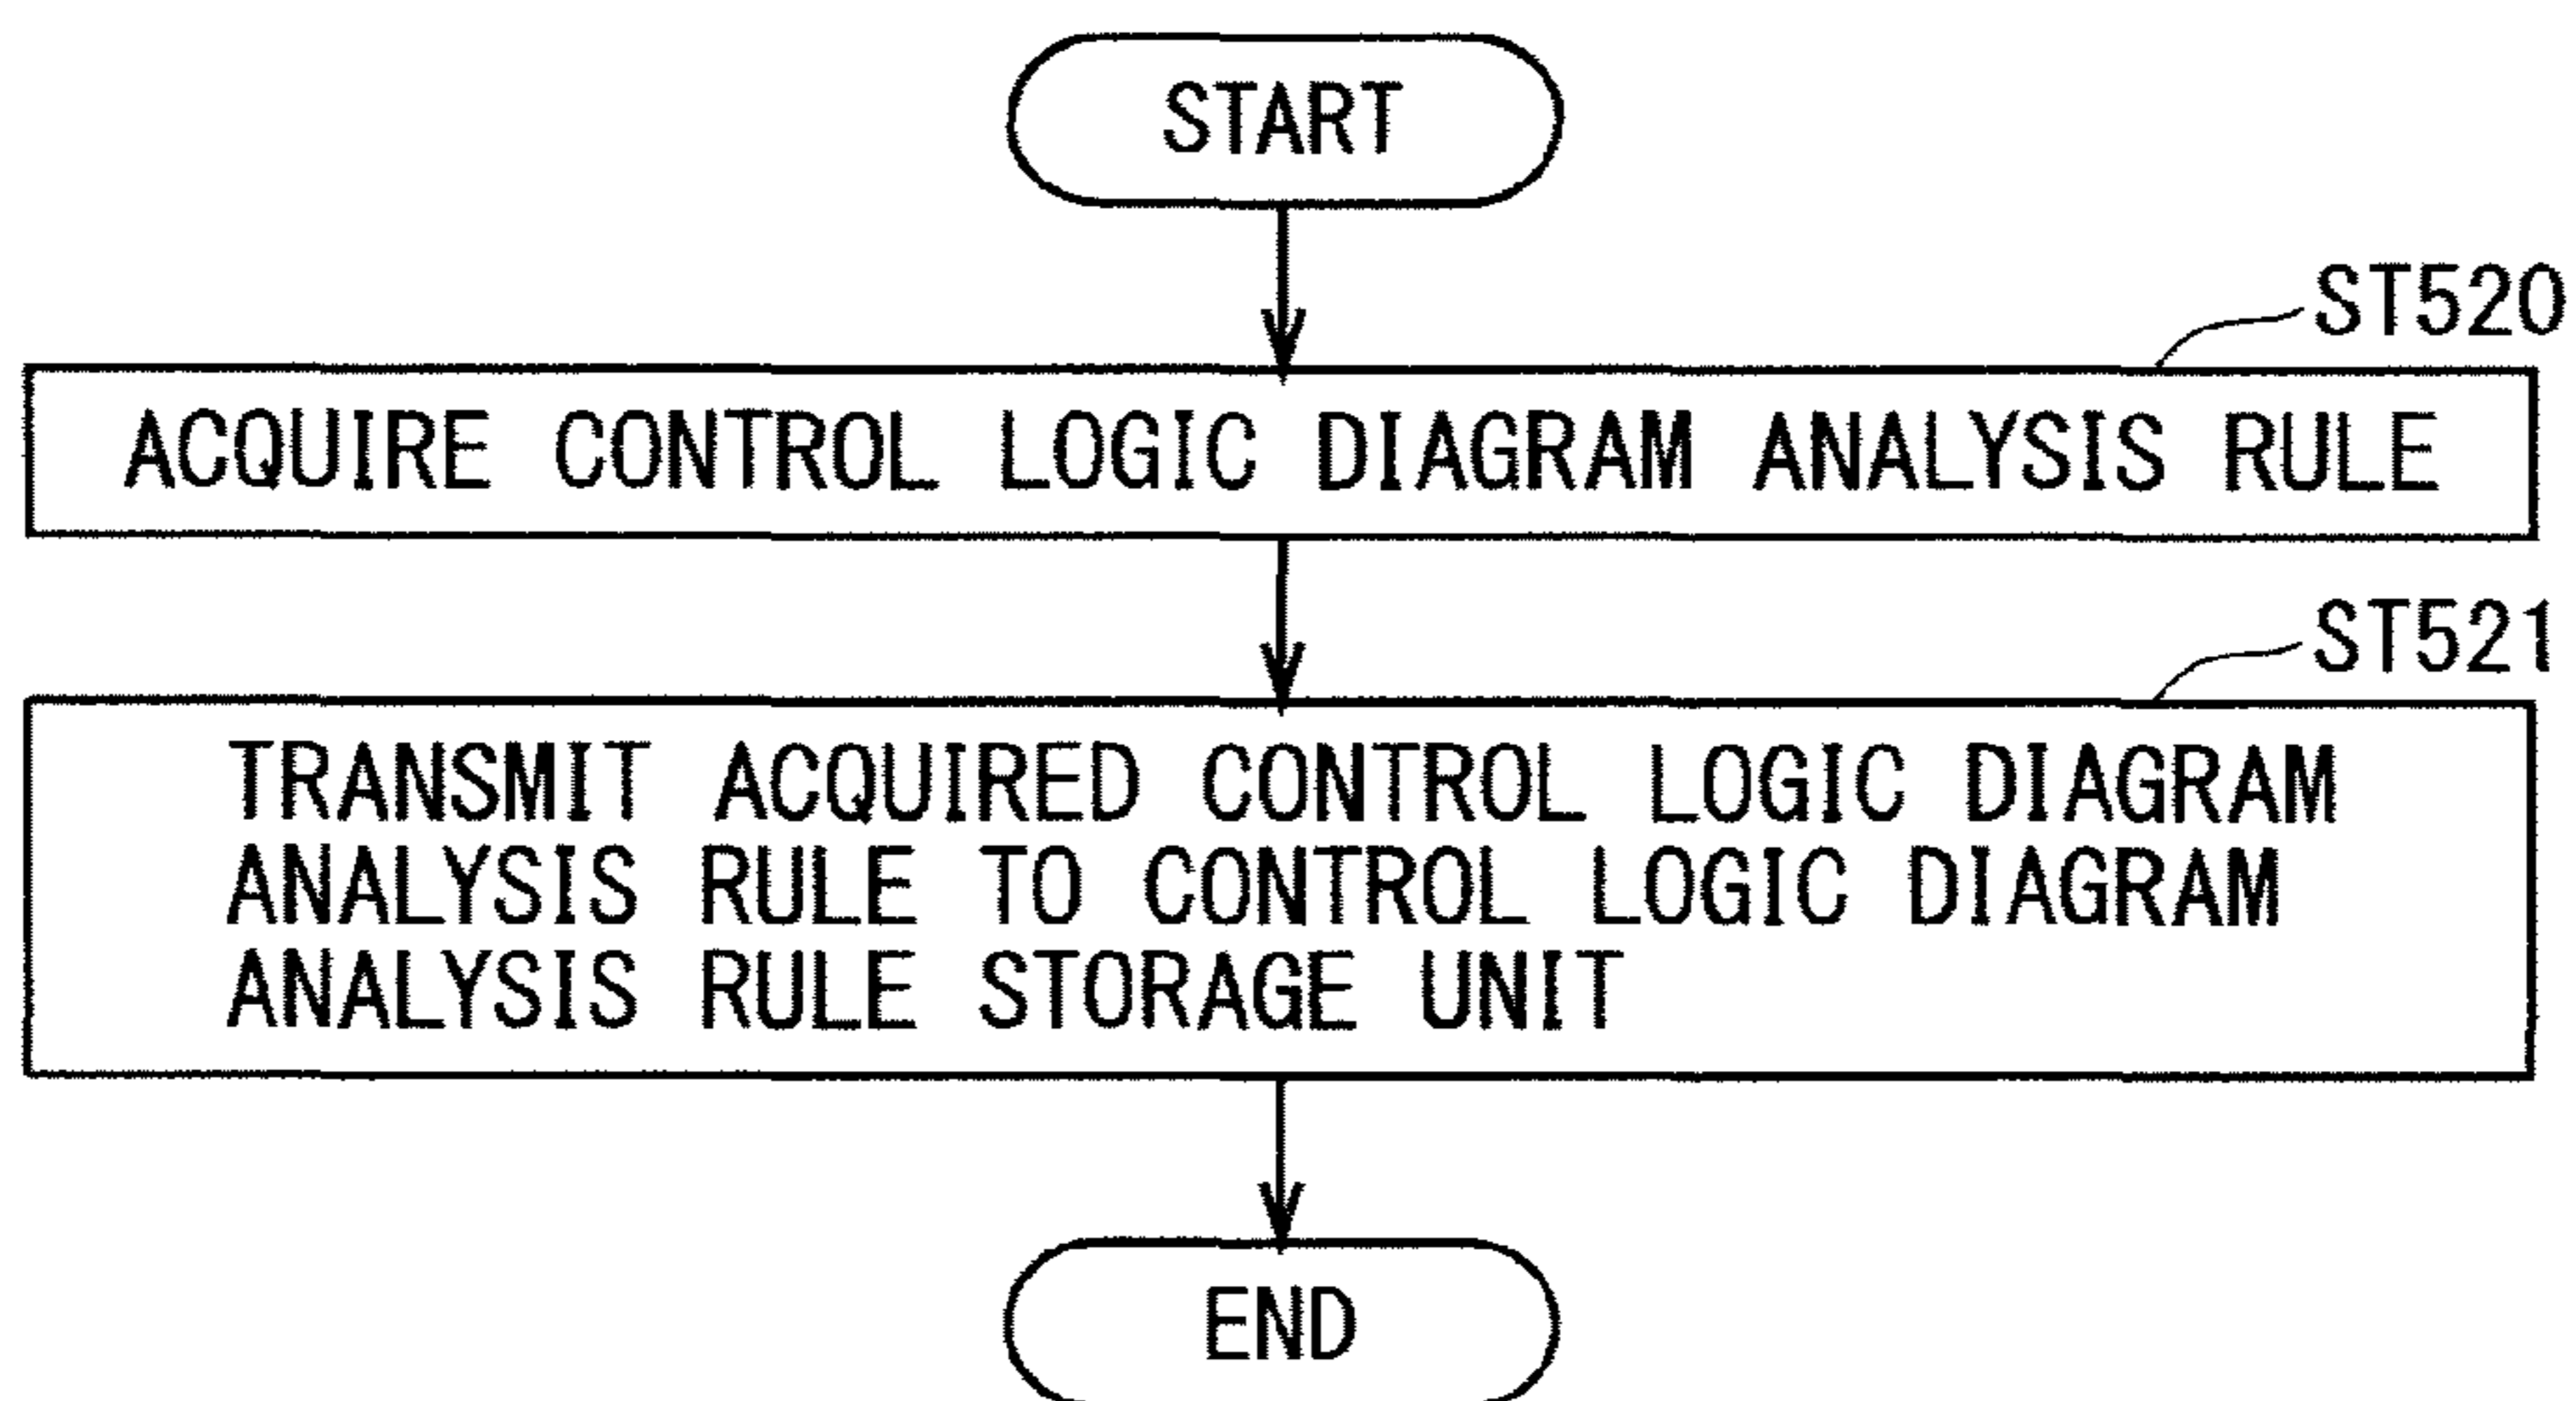 START
ST520
ACQUIRE CONTROL LOGIC DIAGRAM ANALYSIS RULE
ST521
TRANSMIT ACQUIRED CONTROL LOGIC DIAGRAM
ANALYSIS RULE TO CONTROL LOGIC DIAGRAM
ANALYSIS RULE STORAGE UNIT
END